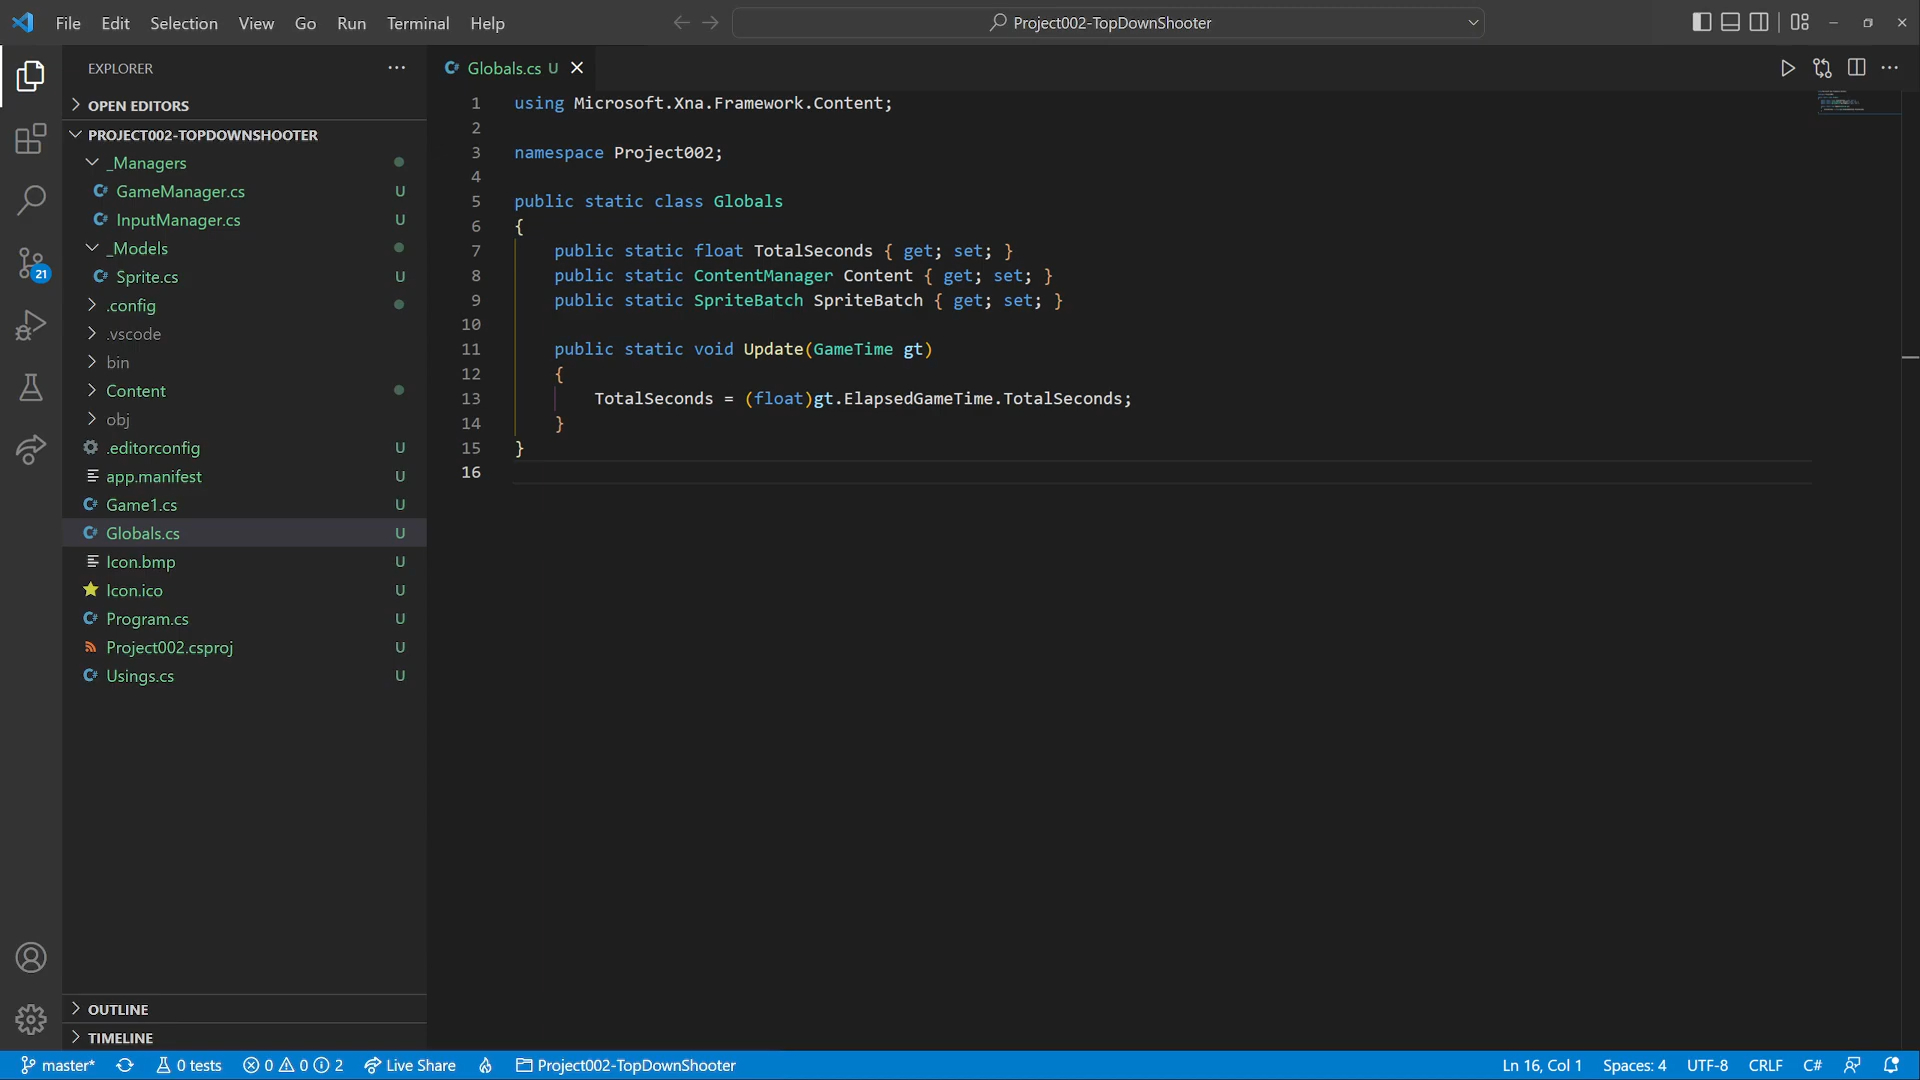 File Edit Selection View Go Run Terminal Help
Project002-TopDownShooter
EXPLORER
OPEN EDITORS
PROJECT002-TOPDOWNSHOOTER
_Managers
GameManager.cs U
InputManager.cs U
_Models
Sprite.cs U
.config
.vscode
bin
Content
obj
.editorconfig U
app.manifest U
Game1.cs U
Globals.cs U
Icon.bmp U
Icon.ico U
Program.cs U
Project002.csproj U
Usings.cs U
OUTLINE
TIMELINE
21
Globals.cs U
1 using Microsoft.Xna.Framework.Content;
2
3 namespace Project002;
4
5 public static class Globals
6 {
7 public static float TotalSeconds { get; set; }
8 public static ContentManager Content { get; set; }
9 public static SpriteBatch SpriteBatch { get; set; }
10
11 public static void Update(GameTime gt)
12 {
13 TotalSeconds = (float)gt.ElapsedGameTime.TotalSeconds;
14 }
15 }
16
master* 0 tests 0 0 2 Live Share Project002-TopDownShooter Ln 16, Col 1 Spaces: 4 UTF-8 CRLF C#